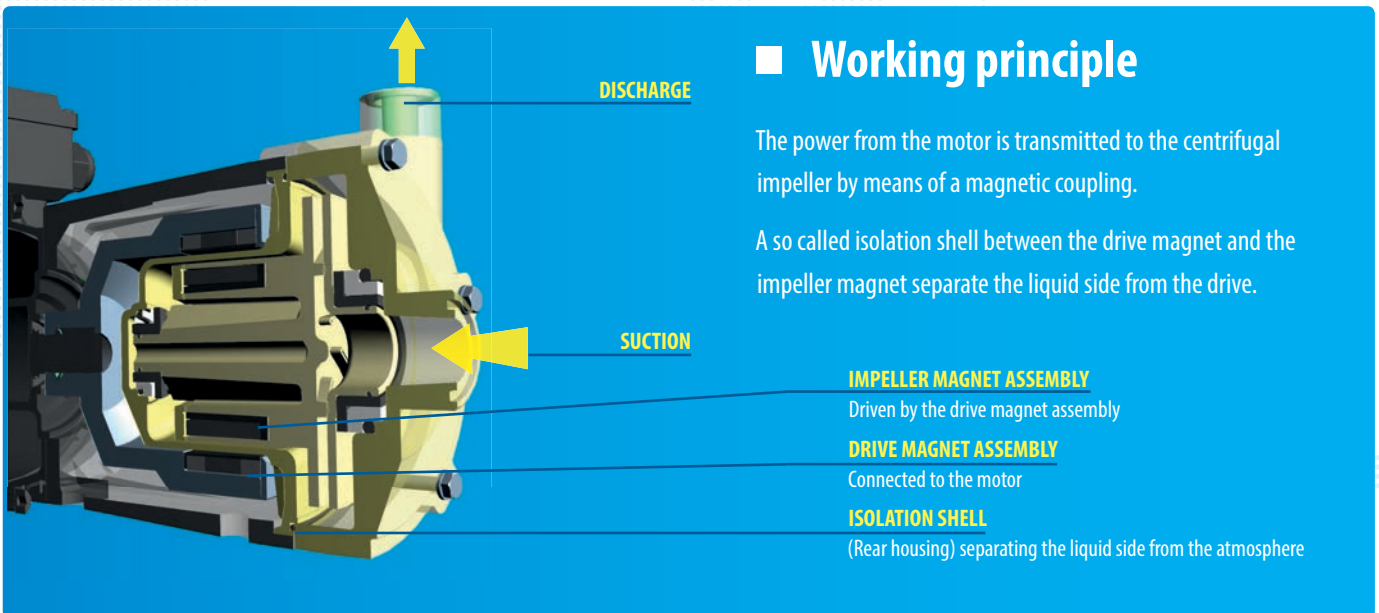 DISCHARGE
SUCTION
Working principle
The power from the motor is transmitted to the centrifugal
impeller by means of a magnetic coupling.
A so called isolation shell between the drive magnet and the
impeller magnet separate the liquid side from the drive.
IMPELLER MAGNET ASSEMBLY
Driven by the drive magnet assembly
DRIVE MAGNET ASSEMBLY
Connected to the motor
ISOLATION SHELL
(Rear housing) separating the liquid side from the atmosphere